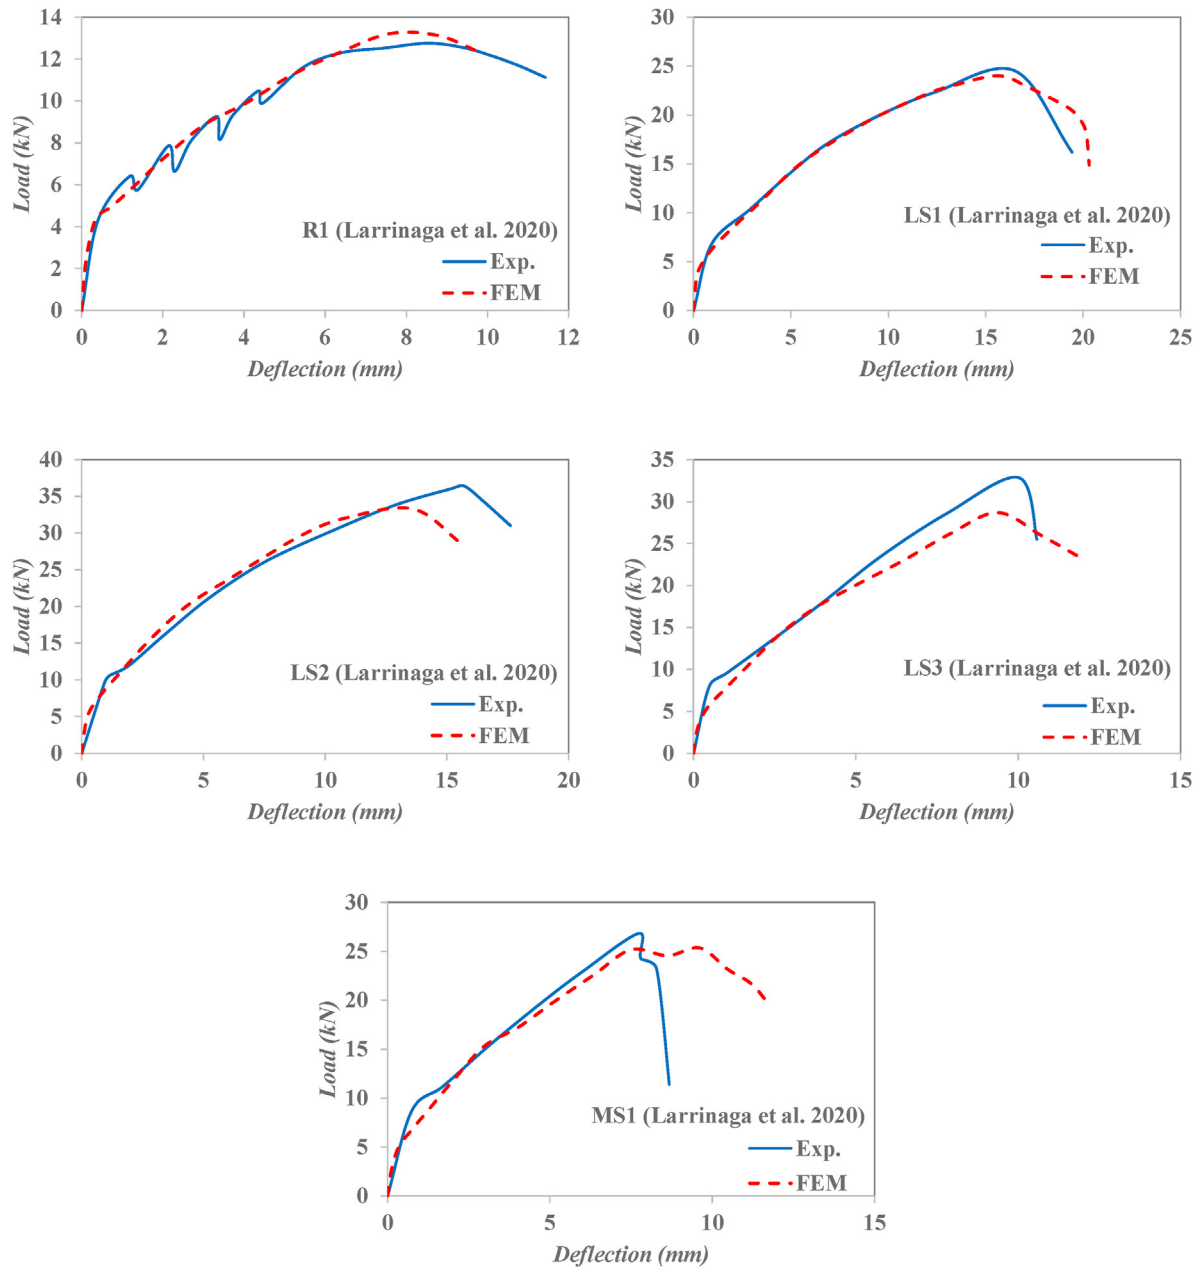 14
12
10
8
6
4
2
0
Load (kN)
0 2 4 6 8 10 12
Deflection (mm)
R1 (Larrinaga et al. 2020)
Exp.
FEM
30
25
20
15
10
5
0
Load (kN)
0 5 10 15 20 25
Deflection (mm)
LS1 (Larrinaga et al. 2020)
Exp.
FEM
40
35
30
25
20
15
10
5
0
Load (kN)
0 5 10 15 20
Deflection (mm)
LS2 (Larrinaga et al. 2020)
Exp.
FEM
35
30
25
20
15
10
5
0
Load (kN)
0 5 10 15
Deflection (mm)
LS3 (Larrinaga et al. 2020)
Exp.
FEM
30
25
20
15
10
5
0
Load (kN)
0 5 10 15
Deflection (mm)
MS1 (Larrinaga et al. 2020)
Exp.
FEM